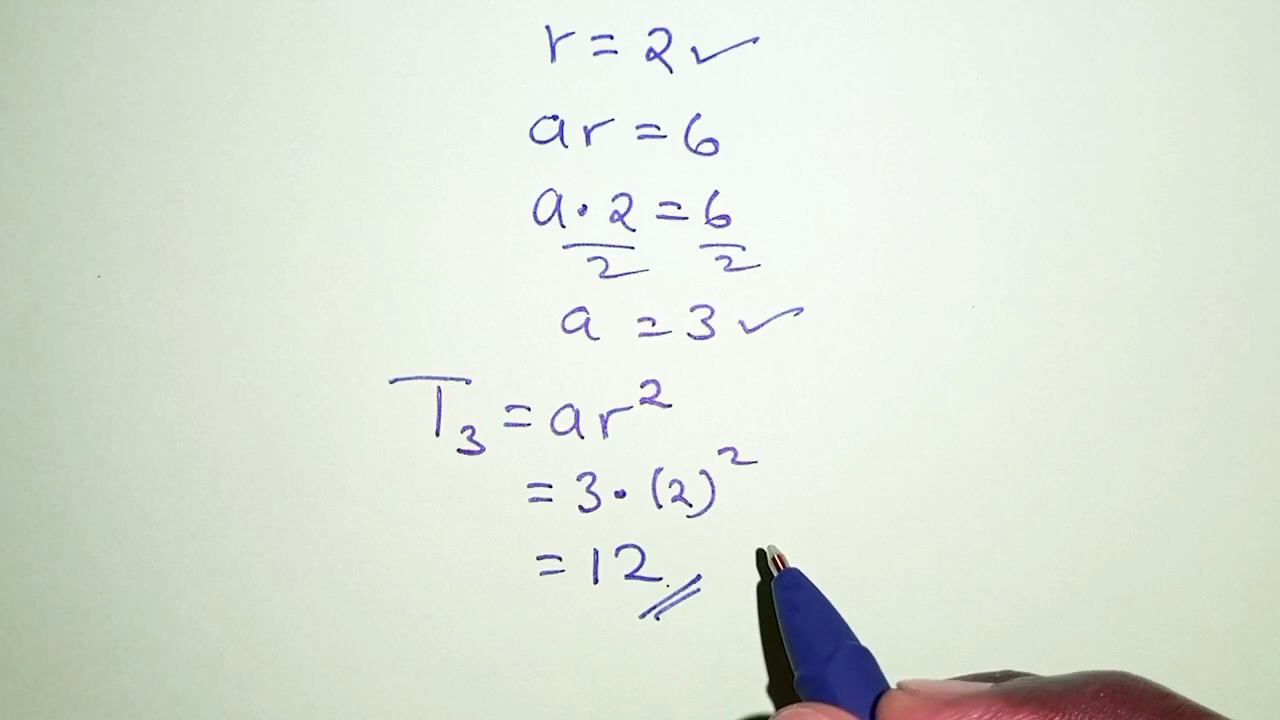 r = 2 ✓
ar = 6
a · 2 = 6
2 2
a = 3 ✓
T₃ = ar²
= 3 · (2)²
= 12